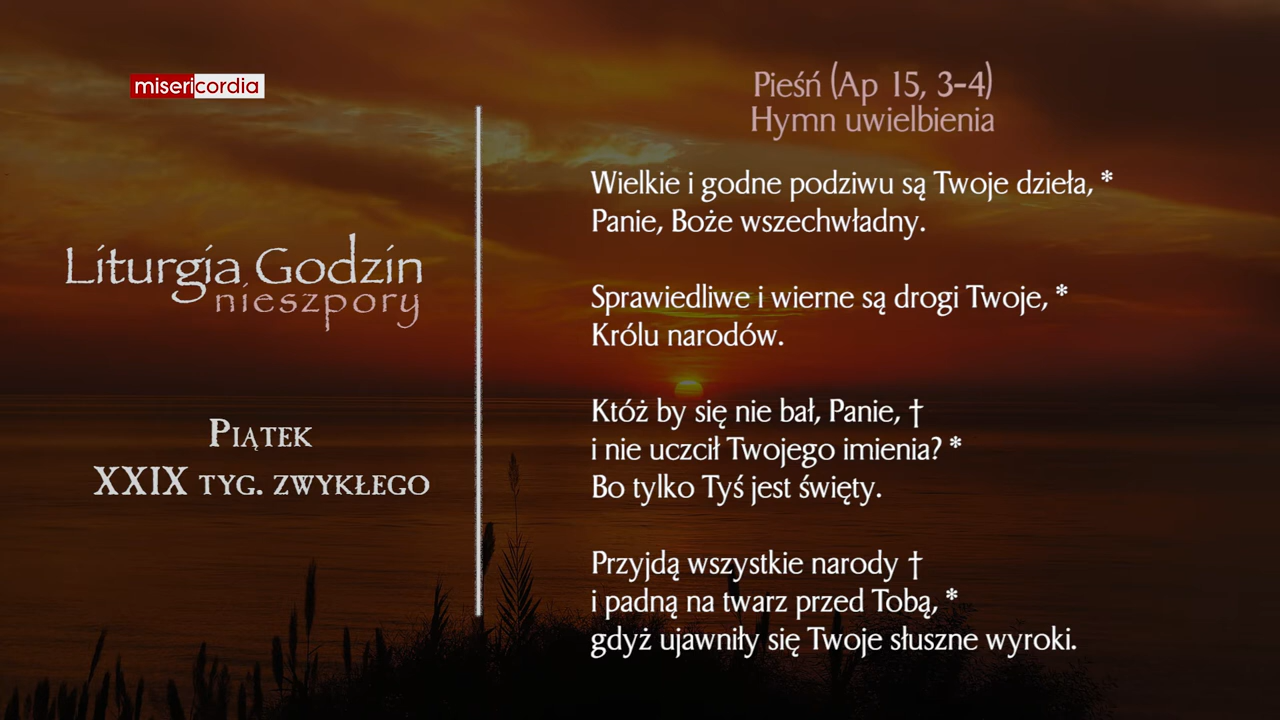 misericordia
Liturgia Godzin
nieszpory
Piątek
XXIX tyg. zwykłego
Pieśń (Ap 15, 3-4)
Hymn uwielbienia
Wielkie i godne podziwu są Twoje dzieła, *
Panie, Boże wszechwładny.
Sprawiedliwe i wierne są drogi Twoje, *
Królu narodów.
Któż by się nie bał, Panie, †
i nie uczcił Twojego imienia? *
Bo tylko Tyś jest święty.
Przyjdą wszystkie narody †
i padną na twarz przed Tobą, *
gdyż ujawniły się Twoje słuszne wyroki.